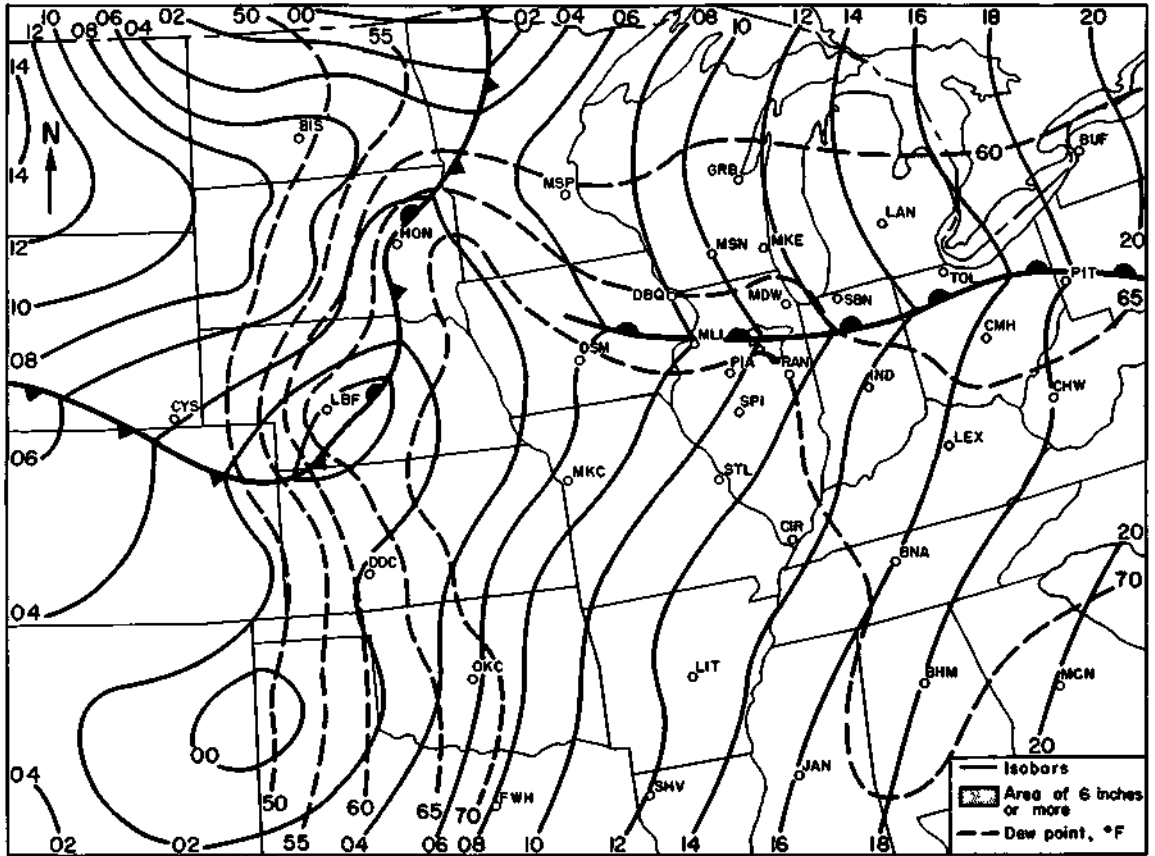 10 06 02 50 00 02 04 06 08 12 14 16 18 20
12 08 04 55 10
14
N
BIS
60
BUF
14
MSP
GRB
LAN
HON
MSN
MKE
20
12
TOL
PIT
DBQ
MDW
SBN
65
10
MLI
CMH
DSM
08
PIA
RAN
IND
LBF
CHW
CYS
SPI
LEX
06
MKC
STL
CIR
20
BNA
DDC
70
04
OKC
LIT
BHM
MCN
20
00
Isobars
04
JAN
Area of 6 inches
50
60
65
70
FWH
SHV
or more
Dew point, °F
02 02 55 04 06 08 10 12 14 16 18